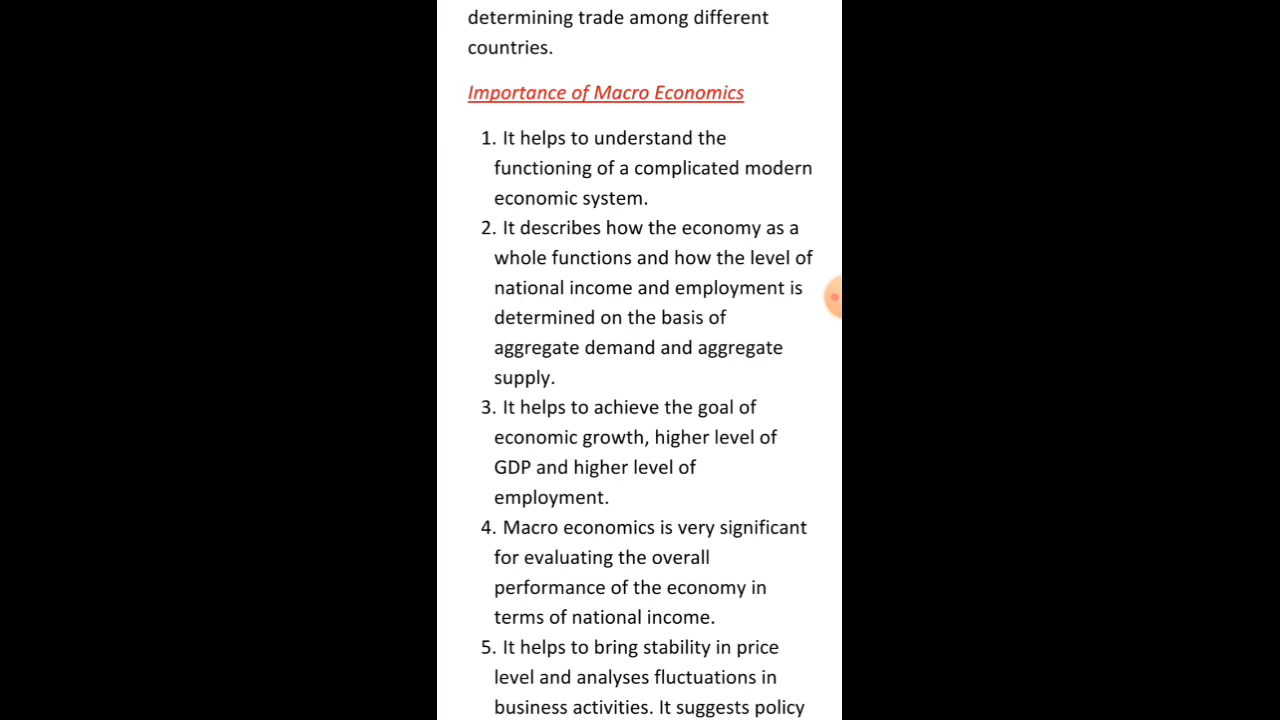 determining trade among different
countries.
Importance of Macro Economics
1. It helps to understand the
functioning of a complicated modern
economic system.
2. It describes how the economy as a
whole functions and how the level of
national income and employment is
determined on the basis of
aggregate demand and aggregate
supply.
3. It helps to achieve the goal of
economic growth, higher level of
GDP and higher level of
employment.
4. Macro economics is very significant
for evaluating the overall
performance of the economy in
terms of national income.
5. It helps to bring stability in price
level and analyses fluctuations in
business activities. It suggests policy